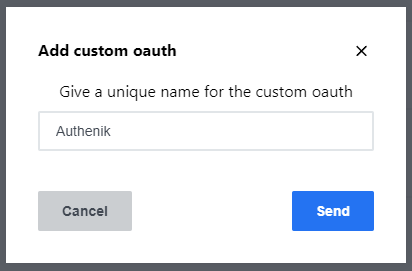 Add custom oauth
Give a unique name for the custom oauth
Authenik
Cancel
Send